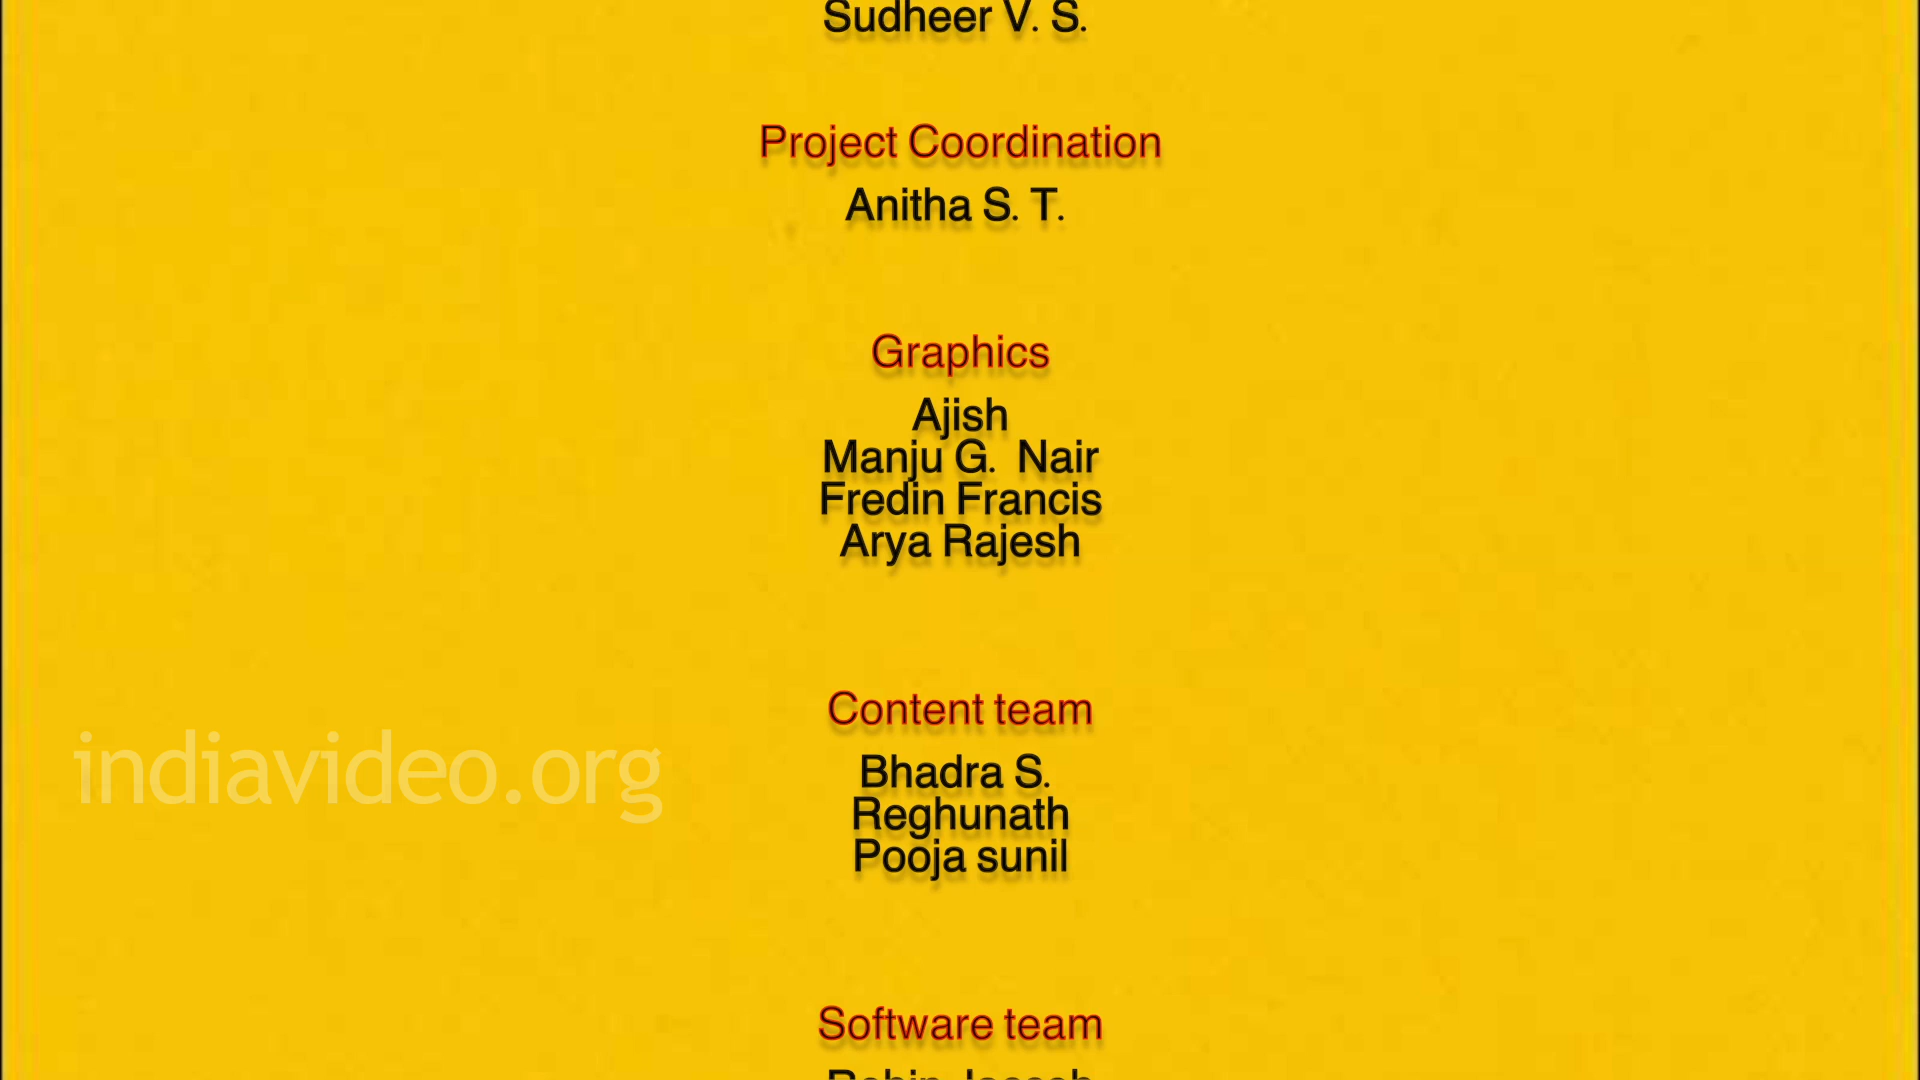 Sudheer V. S.
Project Coordination
Anitha S. T.
Graphics
Ajish
Manju G.  Nair
Fredin Francis
Arya Rajesh
Content team
indiavideo.org
Bhadra S.
Reghunath
Pooja sunil
Software team